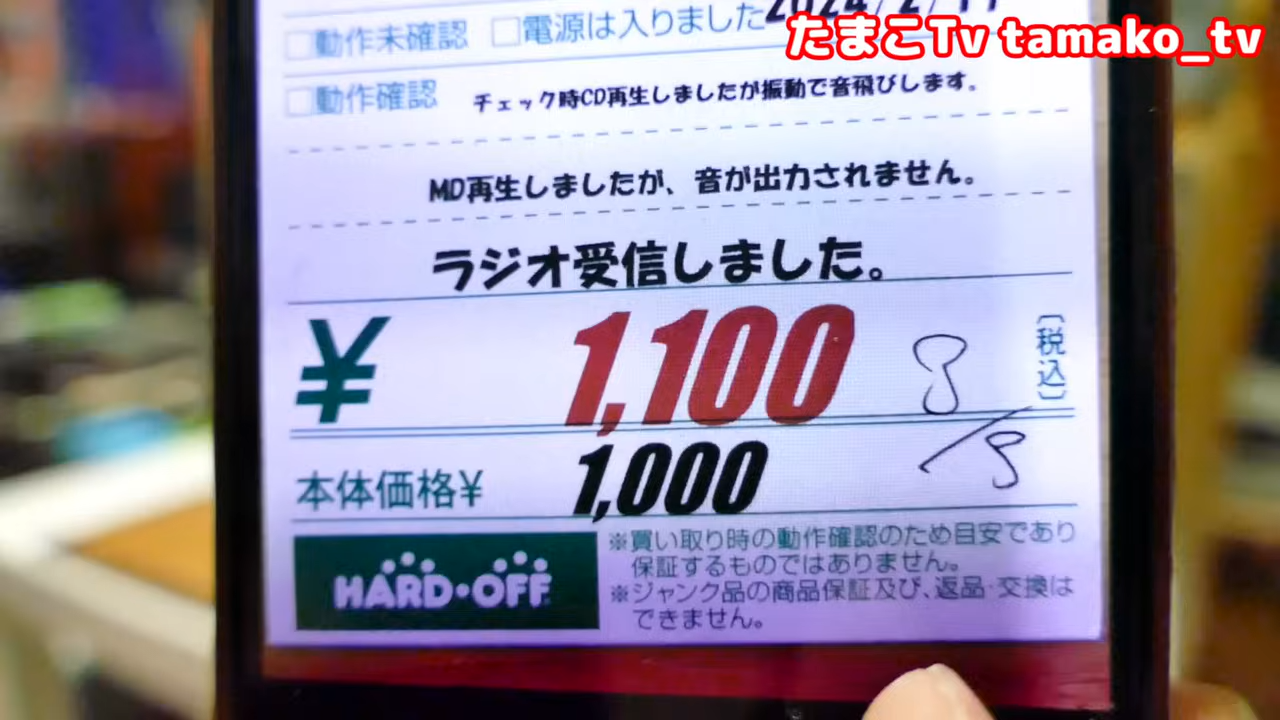 たまこTv tamako_tv
□動作未確認 □電源は入りました
□動作確認 チェック時CD再生しましたが振動で音飛びします。
MD再生しましたが、音が出力されません。
ラジオ受信しました。
¥ 1,100 〔税込〕
8/9
本体価格¥ 1,000
HARD・OFF
※買い取り時の動作確認のため目安であり
保証するものではありません。
※ジャンク品の商品保証及び、返品・交換は
できません。